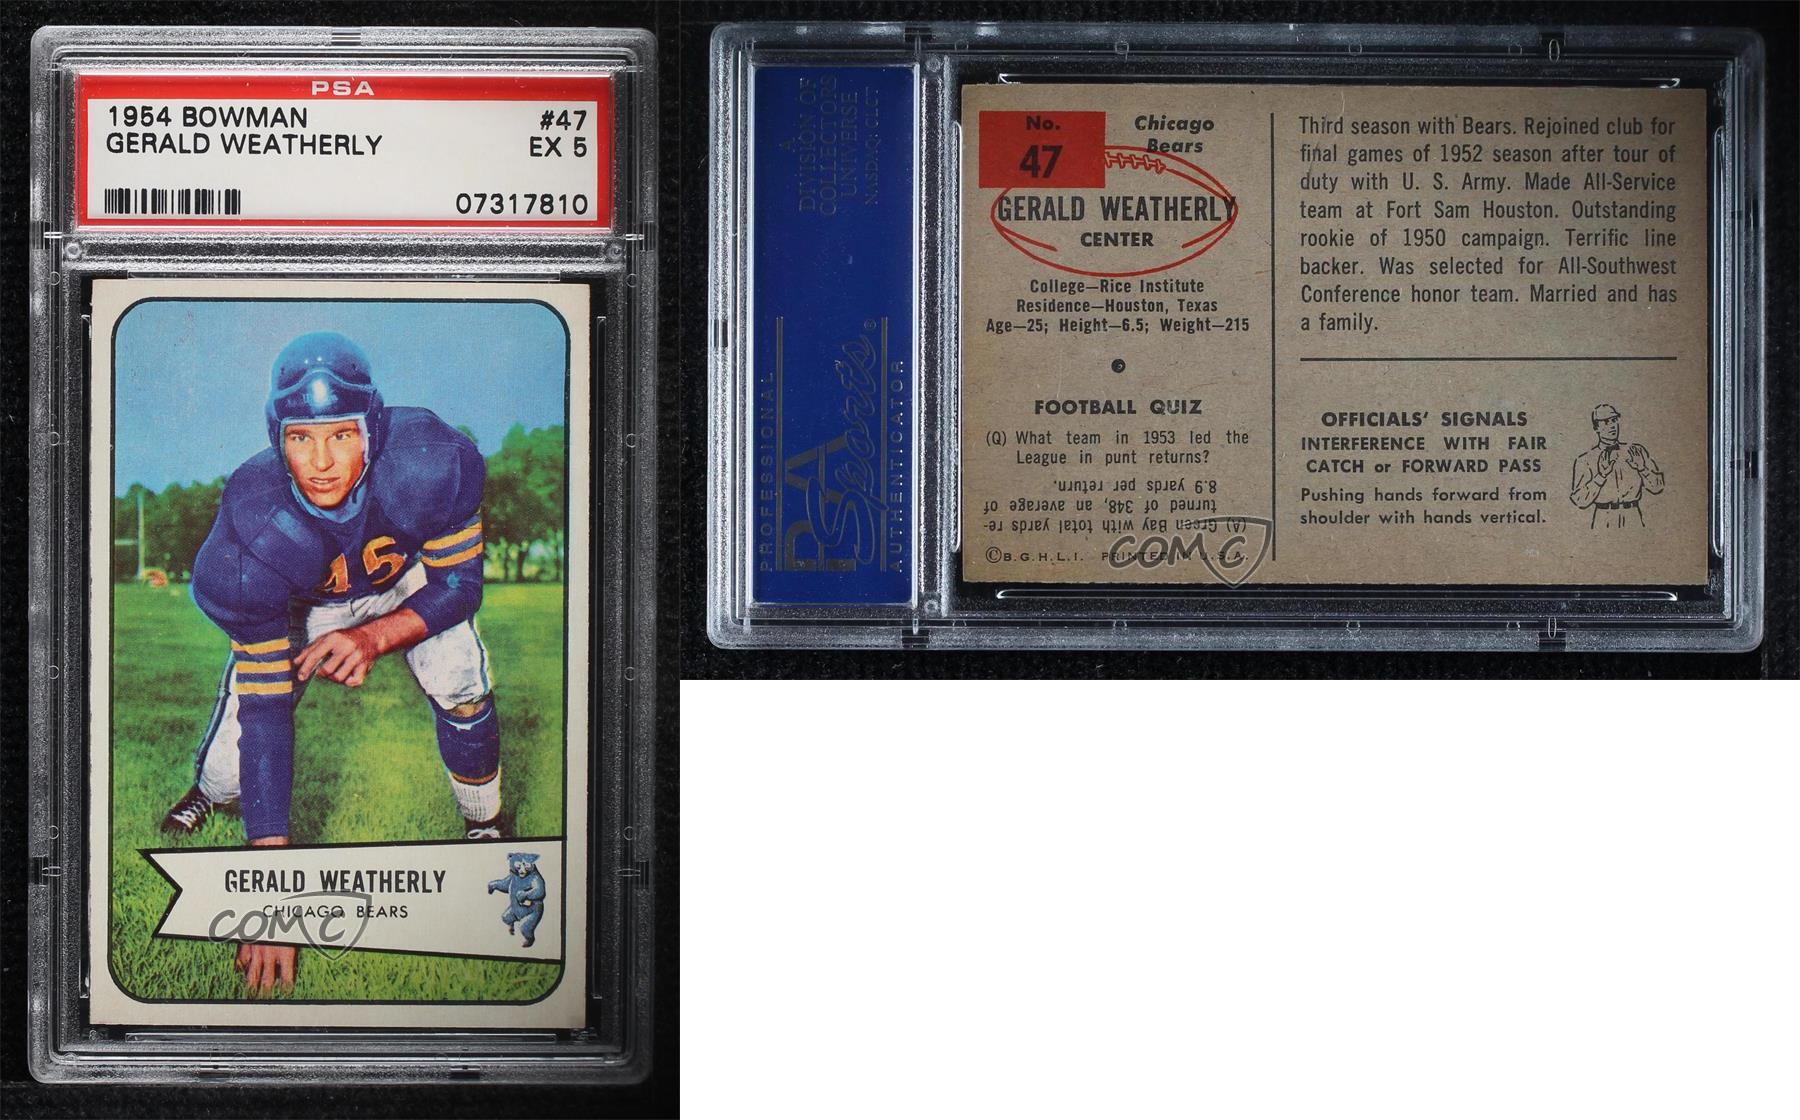 PSA
1954 BOWMAN #47
GERALD WEATHERLY EX 5
07317810
45
GERALD WEATHERLY
CHICAGO BEARS
COMC
A
DIVISION OF
COLLECTORS
UNIVERSE
NASDAQ: CLCT
PSA
Sports®
PROFESSIONAL
AUTHENTICATOR
No.
47
Chicago
Bears
GERALD WEATHERLY
CENTER
College—Rice Institute
Residence—Houston, Texas
Age—25; Height—6.5; Weight—215
FOOTBALL QUIZ
(Q) What team in 1953 led the
League in punt returns?
(A) Green Bay with total yards re-
turned of 348, an average of
8.9 yards per return.
©B.G.H.L.I. PRINTED IN U.S.A.
Third season with Bears. Rejoined club for
final games of 1952 season after tour of
duty with U. S. Army. Made All-Service
team at Fort Sam Houston. Outstanding
rookie of 1950 campaign. Terrific line
backer. Was selected for All-Southwest
Conference honor team. Married and has
a family.
OFFICIALS' SIGNALS
INTERFERENCE WITH FAIR
CATCH or FORWARD PASS
Pushing hands forward from
shoulder with hands vertical.
COMC